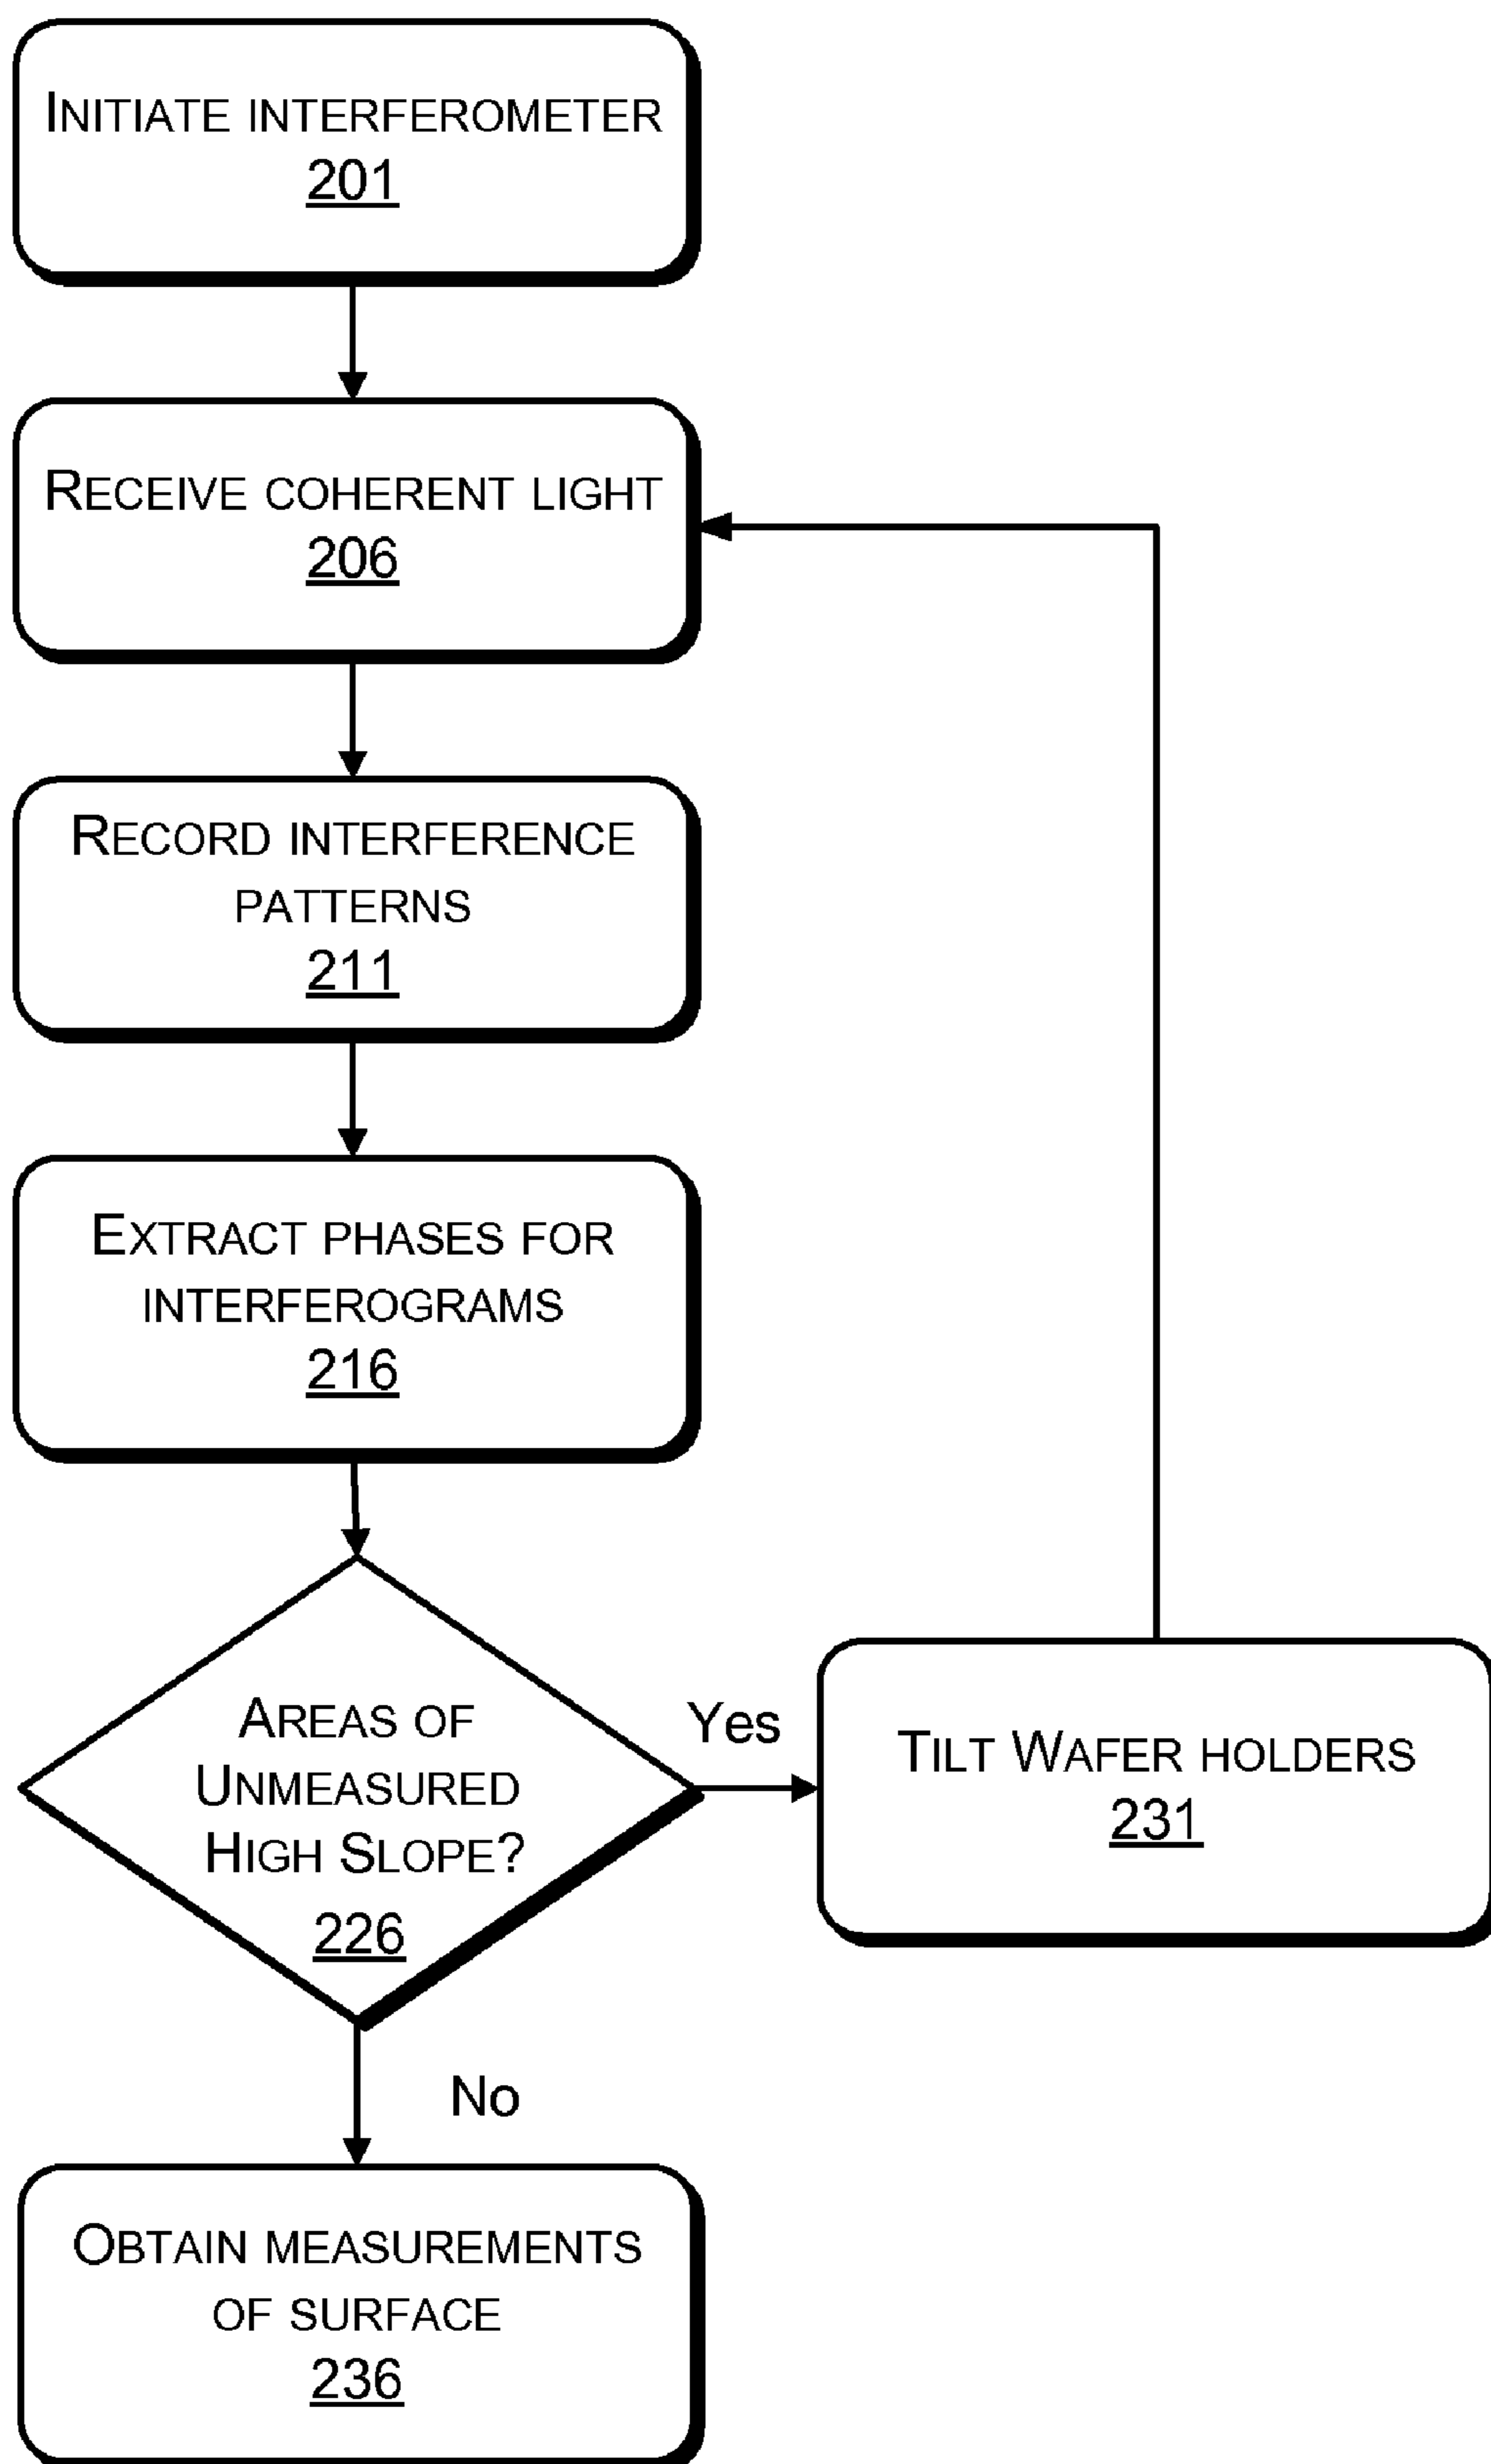 INITIATE INTERFEROMETER
201
RECEIVE COHERENT LIGHT
206
RECORD INTERFERENCE
PATTERNS
211
EXTRACT PHASES FOR
INTERFEROGRAMS
216
AREAS OF
UNMEASURED
HIGH SLOPE?
226
Yes
TILT WAFER HOLDERS
231
No
OBTAIN MEASUREMENTS
OF SURFACE
236